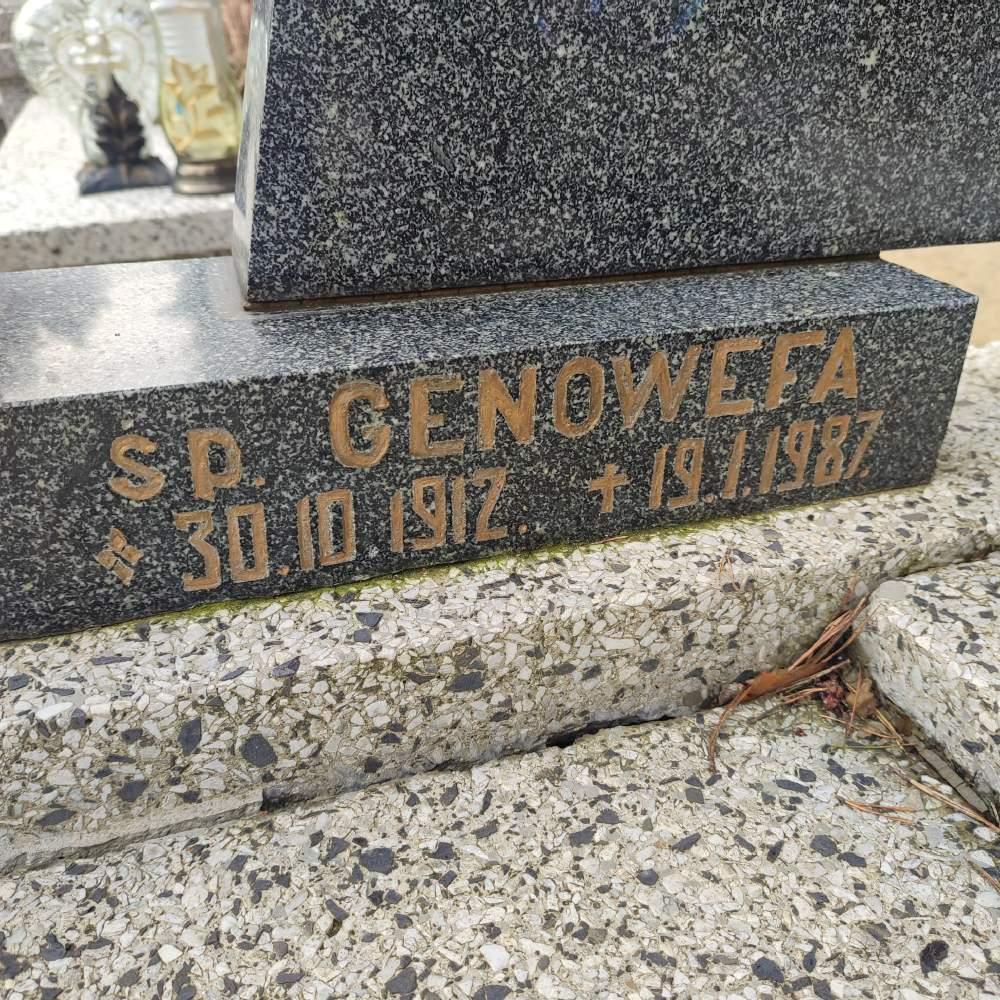 SP. GENOWEFA
* 30.10 1912. + 19.1.1987.